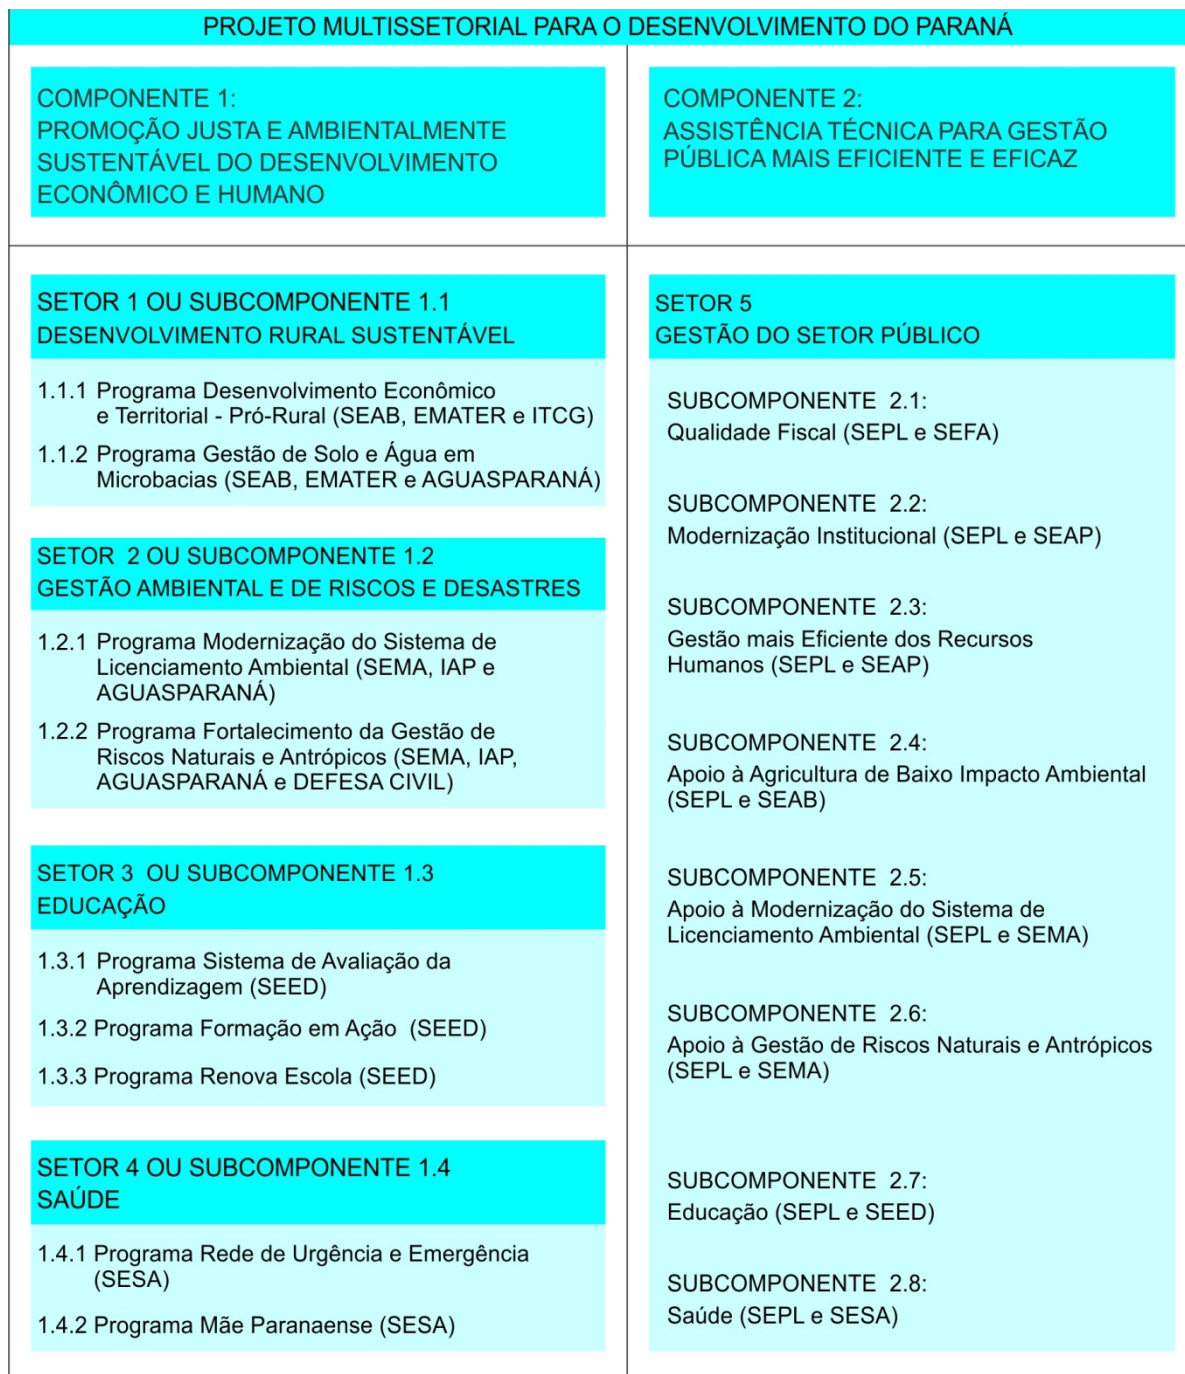 PROJETO MULTISSETORIAL PARA O DESENVOLVIMENTO DO PARANÁ
COMPONENTE 1:
PROMOÇÃO JUSTA E AMBIENTALMENTE
SUSTENTÁVEL DO DESENVOLVIMENTO
ECONÔMICO E HUMANO
SETOR 1 OU SUBCOMPONENTE 1.1
DESENVOLVIMENTO RURAL SUSTENTÁVEL
1.1.1 Programa Desenvolvimento Econômico
e Territorial - Pró-Rural (SEAB, EMATER e ITCG)
1.1.2 Programa Gestão de Solo e Água em
Microbacias (SEAB, EMATER e AGUASPARANÁ)
SETOR 2 OU SUBCOMPONENTE 1.2
GESTÃO AMBIENTAL E DE RISCOS E DESASTRES
1.2.1 Programa Modernização do Sistema de
Licenciamento Ambiental (SEMA, IAP e
AGUASPARANÁ)
1.2.2 Programa Fortalecimento da Gestão de
Riscos Naturais e Antrópicos (SEMA, IAP,
AGUASPARANÁ e DEFESA CIVIL)
SETOR 3 OU SUBCOMPONENTE 1.3
EDUCAÇÃO
1.3.1 Programa Sistema de Avaliação da
Aprendizagem (SEED)
1.3.2 Programa Formação em Ação (SEED)
1.3.3 Programa Renova Escola (SEED)
SETOR 4 OU SUBCOMPONENTE 1.4
SAÚDE
1.4.1 Programa Rede de Urgência e Emergência
(SESA)
1.4.2 Programa Mãe Paranaense (SESA)
COMPONENTE 2:
ASSISTÊNCIA TÉCNICA PARA GESTÃO
PÚBLICA MAIS EFICIENTE E EFICAZ
SETOR 5
GESTÃO DO SETOR PÚBLICO
SUBCOMPONENTE 2.1:
Qualidade Fiscal (SEPL e SEFA)
SUBCOMPONENTE 2.2:
Modernização Institucional (SEPL e SEAP)
SUBCOMPONENTE 2.3:
Gestão mais Eficiente dos Recursos
Humanos (SEPL e SEAP)
SUBCOMPONENTE 2.4:
Apoio à Agricultura de Baixo Impacto Ambiental
(SEPL e SEAB)
SUBCOMPONENTE 2.5:
Apoio à Modernização do Sistema de
Licenciamento Ambiental (SEPL e SEMA)
SUBCOMPONENTE 2.6:
Apoio à Gestão de Riscos Naturais e Antrópicos
(SEPL e SEMA)
SUBCOMPONENTE 2.7:
Educação (SEPL e SEED)
SUBCOMPONENTE 2.8:
Saúde (SEPL e SESA)